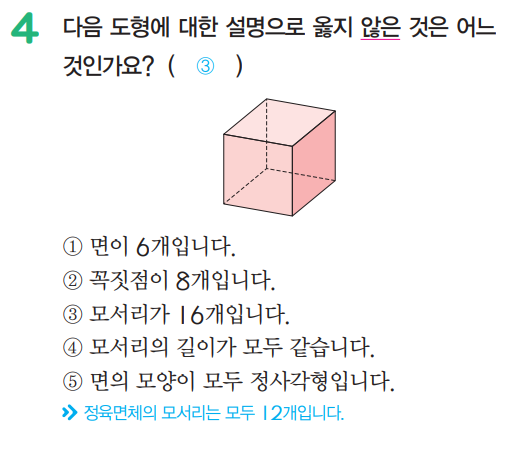 4 다음 도형에 대한 설명으로 옳지 않은 것은 어느
것인가요? ( ③ )
① 면이 6개입니다.
② 꼭짓점이 8개입니다.
③ 모서리가 16개입니다.
④ 모서리의 길이가 모두 같습니다.
⑤ 면의 모양이 모두 정사각형입니다.
정육면체의 모서리는 모두 12개입니다.